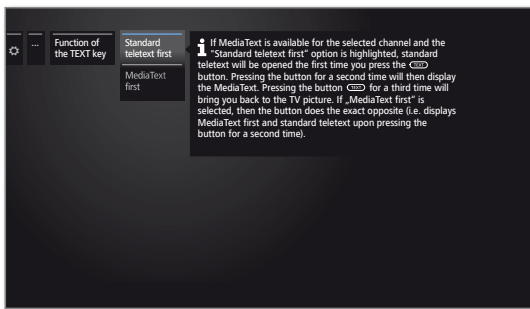 ...
Function of
the TEXT key
Standard
teletext first
MediaText
first
If MediaText is available for the selected channel and the
"Standard teletext first" option is highlighted, standard
teletext will be opened the first time you press the TEXT
button. Pressing the button for a second time will then display
the MediaText. Pressing the button TEXT for a third time will
bring you back to the TV picture. If „MediaText first" is
selected, then the button does the exact opposite (i.e. displays
MediaText first and standard teletext upon pressing the
button for a second time).